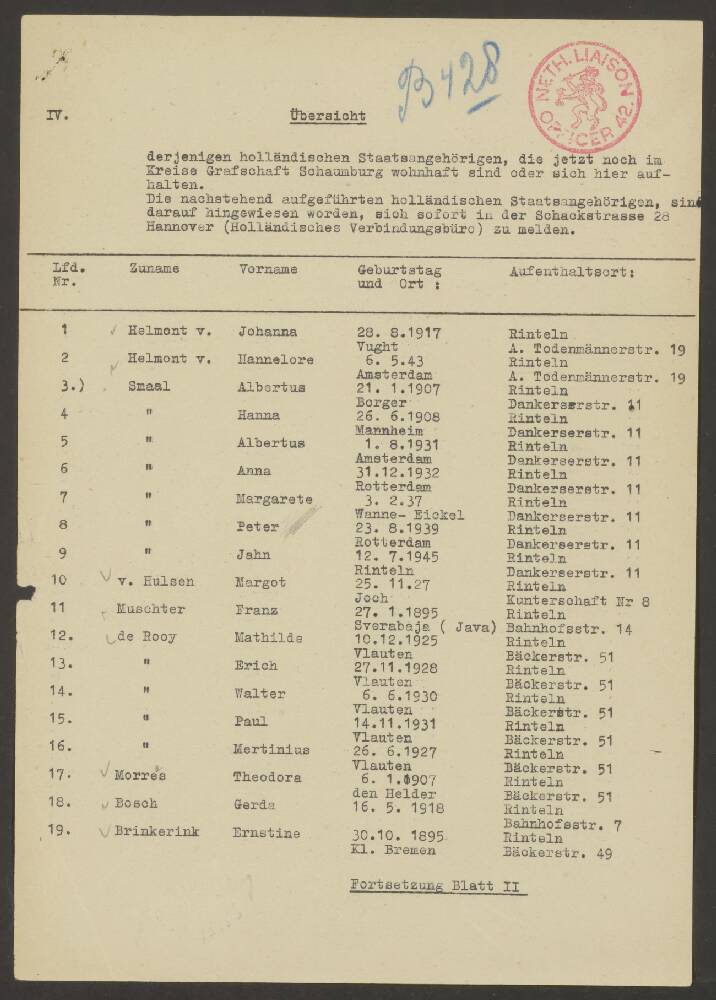 B 428
NETH. LIAISON OFFICER 42.
IV.
Übersicht
derjenigen holländischen Staatsangehörigen, die jetzt noch im
Kreise Grafschaft Schaumburg wohnhaft sind oder sich hier auf-
halten.
Die nachstehend aufgeführten holländischen Staatsangehörigen, sind
darauf hingewiesen worden, sich sofort in der Schackstrasse 28
Hannover (Holländisches Verbindungsbüro) zu melden.
Lfd. Zuname Vorname Geburtstag Aufenthaltsort:
Nr. und Ort :
1 Helmont v. Johanna 28. 8.1917 Rinteln
Vught A. Todenmännerstr. 19
2 Helmont v. Hannelore 6. 5.43 Rinteln
Amsterdam A. Todenmännerstr. 19
3.) Smaal Albertus 21. 1.1907 Rinteln
Borger Dankerserstr. 11
4 " Hanna 26. 6.1908 Rinteln
Mannheim Dankerserstr. 11
5 " Albertus 1. 8.1931 Rinteln
Amsterdam Dankerserstr. 11
6 " Anna 31.12.1932 Rinteln
Rotterdam Dankerserstr. 11
7 " Margarete 3. 2.37 Rinteln
Wanne- Eickel Dankerserstr. 11
8 " Peter 23. 8.1939 Rinteln
Rotterdam Dankerserstr. 11
9 " Jahn 12. 7.1945 Rinteln
Rinteln Dankerserstr. 11
10 v. Hulsen Margot 25. 11.27 Rinteln
Joch Kunterschaft Nr 8
11 Muschter Franz 27. 1.1895 Rinteln
Sverabaja ( Java) Bahnhofsstr. 14
12. de Rooy Mathilde 10.12.1925 Rinteln
Vlauten Bäckerstr. 51
13. " Erich 27.11.1928 Rinteln
Vlauten Bäckerstr. 51
14. " Walter 6. 6.1930 Rinteln
Vlauten Bäckerstr. 51
15. " Paul 14.11.1931 Rinteln
Vlauten Bäckerstr. 51
16. " Mertinius 26. 6.1927 Rinteln
Vlauten Bäckerstr. 51
17. Morres Theodora 6. 1.1907 Rinteln
den Helder Bäckerstr. 51
18. Bosch Gerda 16. 5. 1918 Rinteln
Bahnhofsstr. 7
19. Brinkerink Ernstine 30.10. 1895 Rinteln
Kl. Bremen Bäckerstr. 49
Fortsetzung Blatt II